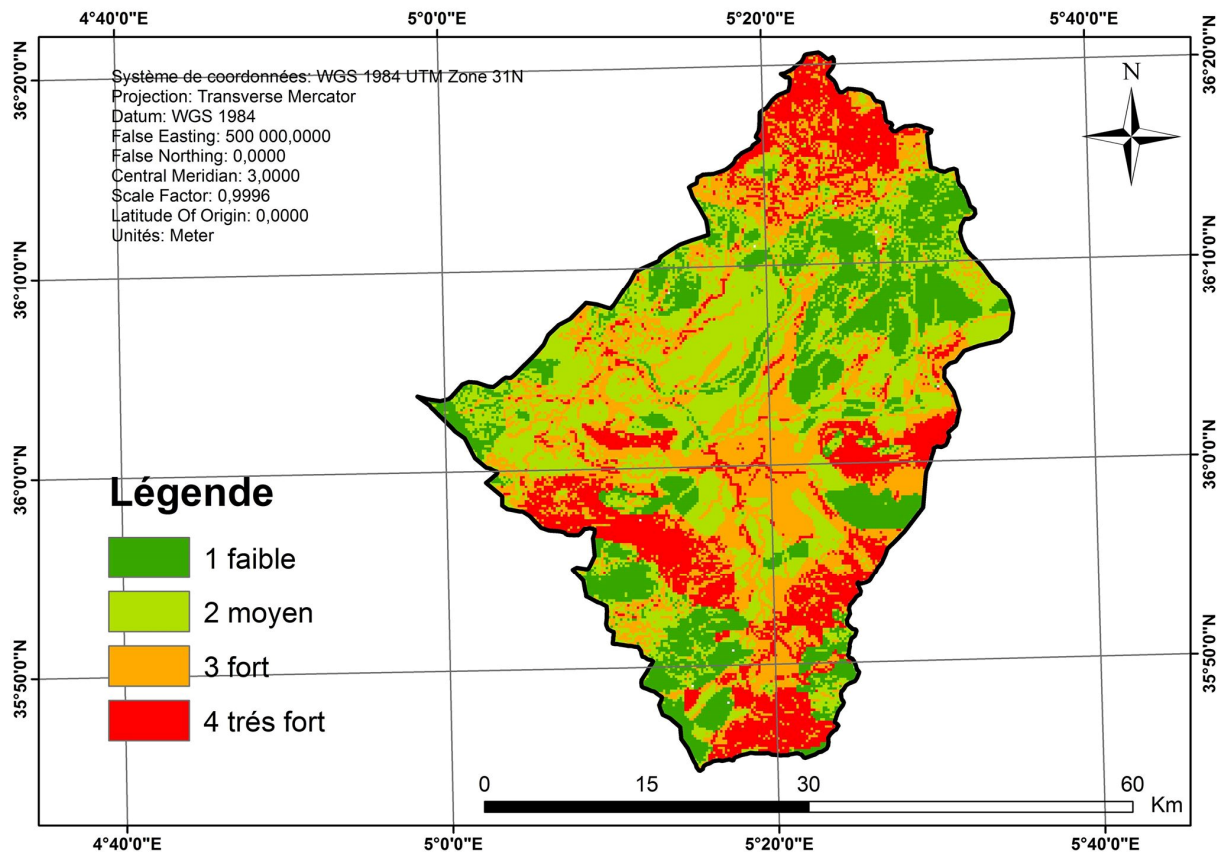 4°40'0"E 5°0'0"E 5°20'0"E 5°40'0"E
36°20'0"N
36°20'0"N
Système de coordonnées: WGS 1984 UTM Zone 31N
Projection: Transverse Mercator
Datum: WGS 1984
False Easting: 500 000,0000
False Northing: 0,0000
Central Meridian: 3,0000
Scale Factor: 0,9996
Latitude Of Origin: 0,0000
Unités: Meter
N
36°10'0"N
36°10'0"N
36°0'0"N
36°0'0"N
Légende
1 faible
2 moyen
3 fort
4 trés fort
35°50'0"N
35°50'0"N
0 15 30 60
Km
4°40'0"E 5°0'0"E 5°20'0"E 5°40'0"E